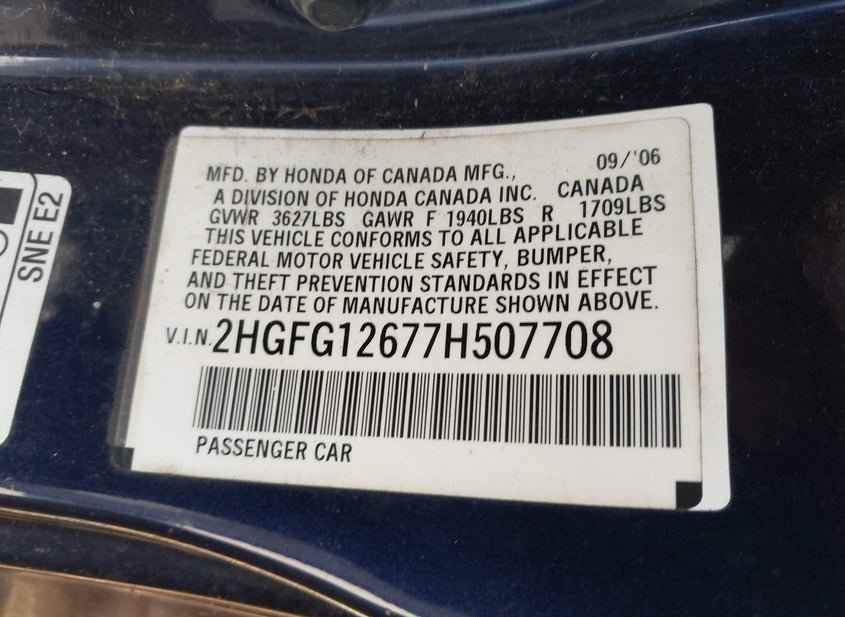 MFD. BY HONDA OF CANADA MFG., 09/'06
A DIVISION OF HONDA CANADA INC. CANADA
GVWR 3627LBS GAWR F 1940LBS R 1709LBS
THIS VEHICLE CONFORMS TO ALL APPLICABLE
FEDERAL MOTOR VEHICLE SAFETY, BUMPER,
AND THEFT PREVENTION STANDARDS IN EFFECT
ON THE DATE OF MANUFACTURE SHOWN ABOVE.
V.I.N. 2HGFG12677H507708
PASSENGER CAR
SNE E2